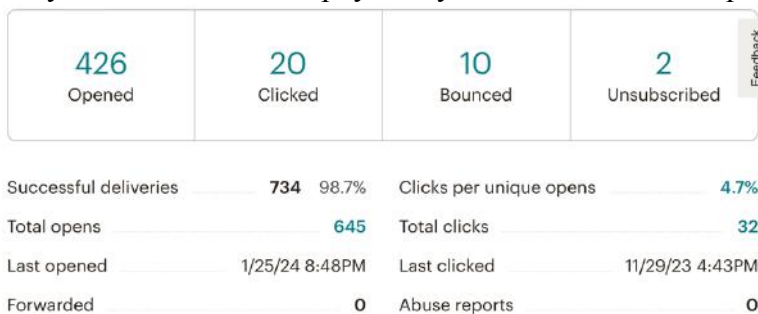 426 20 10 2
Opened Clicked Bounced Unsubscribed
Feedback
Successful deliveries 734 98.7% Clicks per unique opens 4.7%
Total opens 645 Total clicks 32
Last opened 1/25/24 8:48PM Last clicked 11/29/23 4:43PM
Forwarded 0 Abuse reports 0